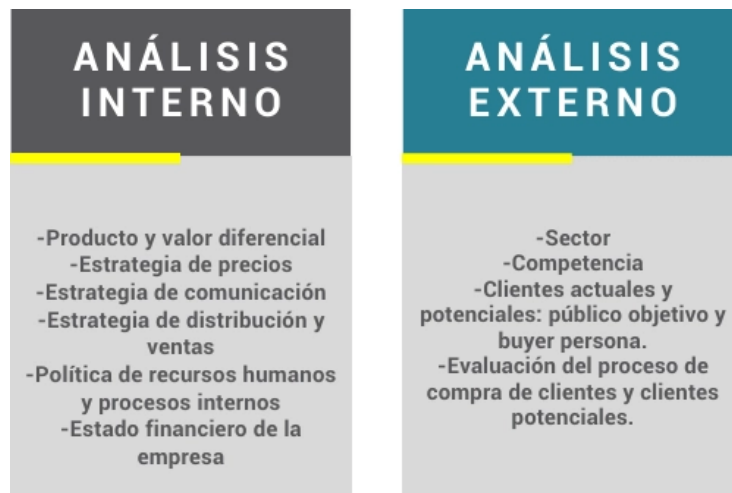 ANÁLISIS
INTERNO
-Producto y valor diferencial
-Estrategia de precios
-Estrategia de comunicación
-Estrategia de distribución y
ventas
-Política de recursos humanos
y procesos internos
-Estado financiero de la
empresa
ANÁLISIS
EXTERNO
-Sector
-Competencia
-Clientes actuales y
potenciales: público objetivo y
buyer persona.
-Evaluación del proceso de
compra de clientes y clientes
potenciales.